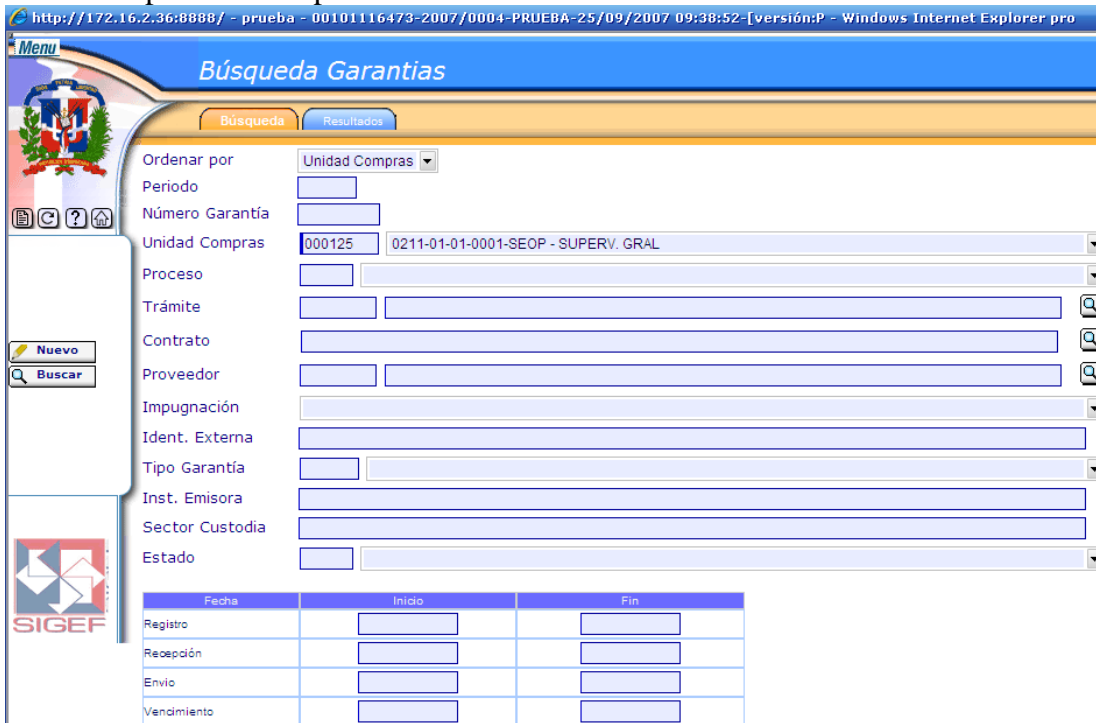 http://172.16.2.36:8888/ - prueba - 00101116473-2007/0004-PRUEBA-25/09/2007 09:38:52-[versión:P - Windows Internet Explorer pro
Menu
Búsqueda Garantias
Búsqueda Resultados
Ordenar por Unidad Compras
Periodo
Número Garantía
Unidad Compras 000125 0211-01-01-0001-SEOP - SUPERV. GRAL
Proceso
Trámite
Contrato
Nuevo
Buscar
Proveedor
Impugnación
Ident. Externa
Tipo Garantía
Inst. Emisora
Sector Custodia
Estado
SIGEF
Fecha Inicio Fin
Registro
Recepción
Envio
Vencimiento